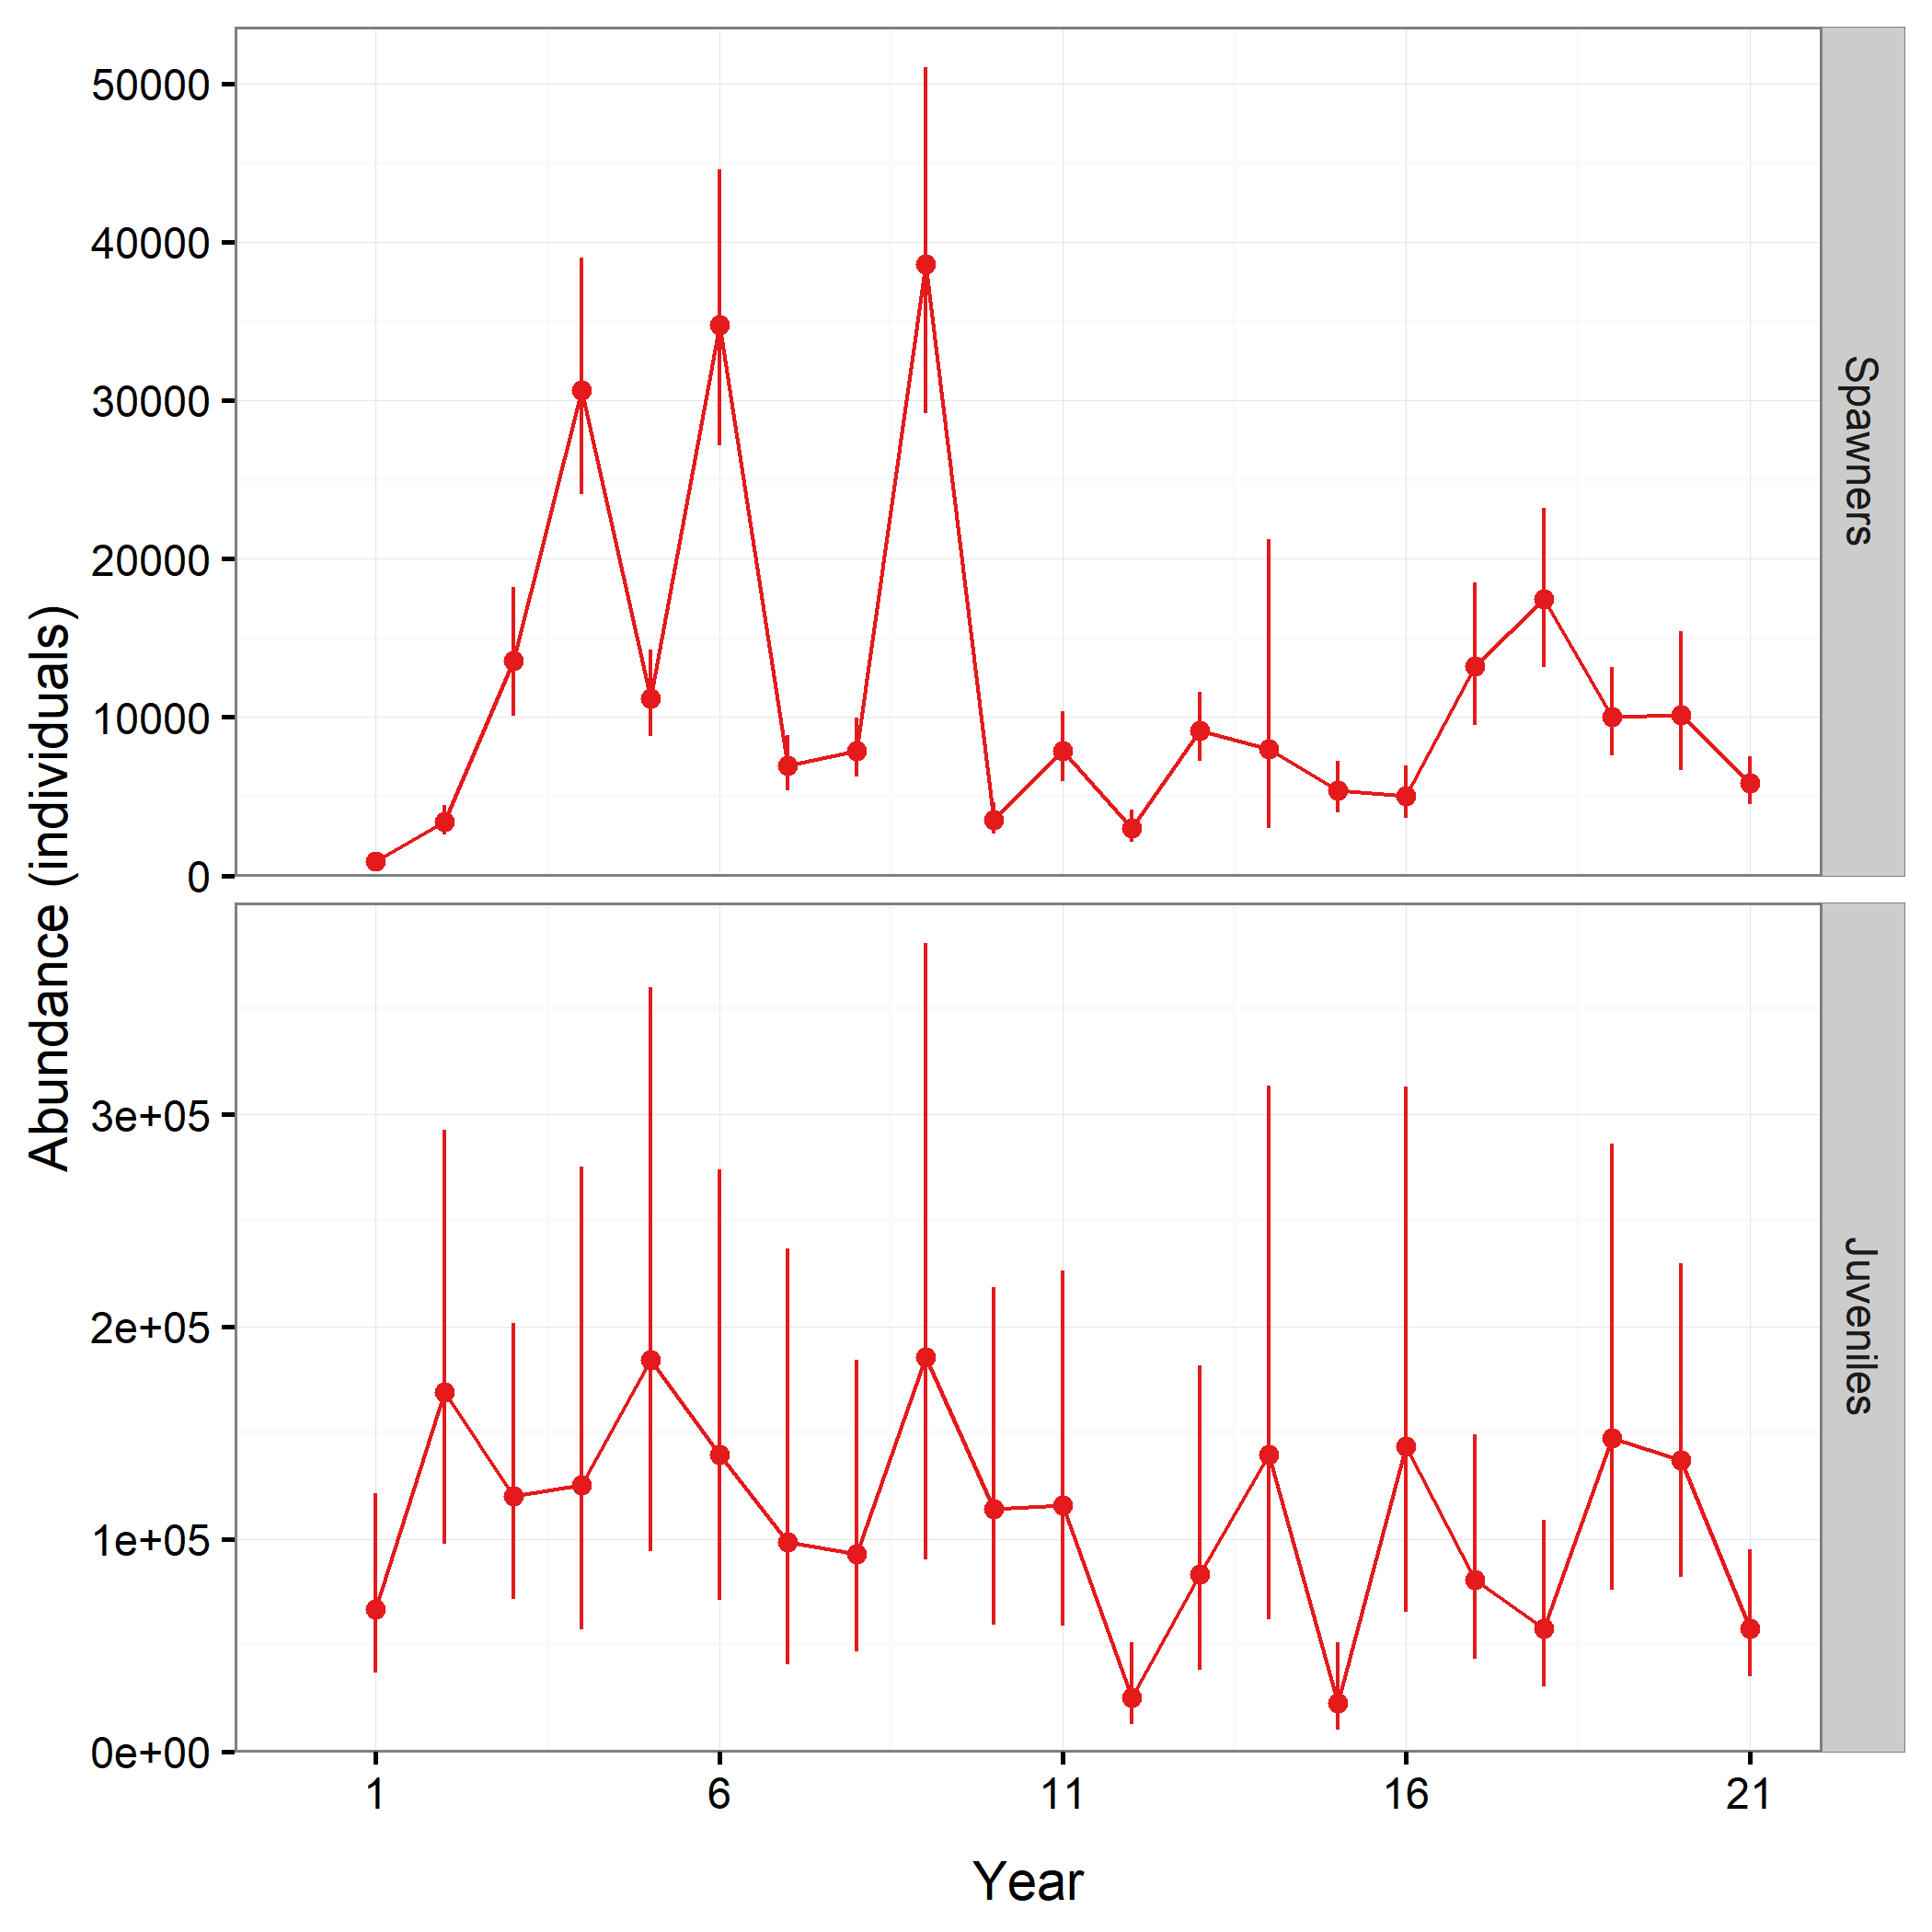 Abundance (individuals)
50000
40000
30000
20000
10000
0
Spawners
3e+05
2e+05
1e+05
0e+00
Juveniles
1 6 11 16 21
Year